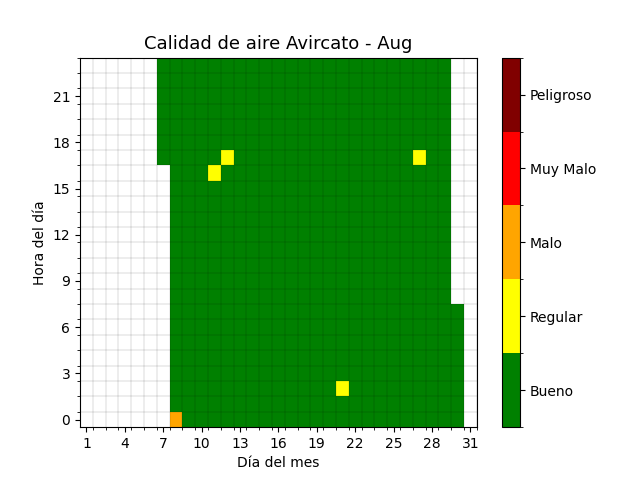 Calidad de aire Avircato - Aug
Hora del día
21
18
15
12
9
6
3
0
1 4 7 10 13 16 19 22 25 28 31
Día del mes
Peligroso
Muy Malo
Malo
Regular
Bueno